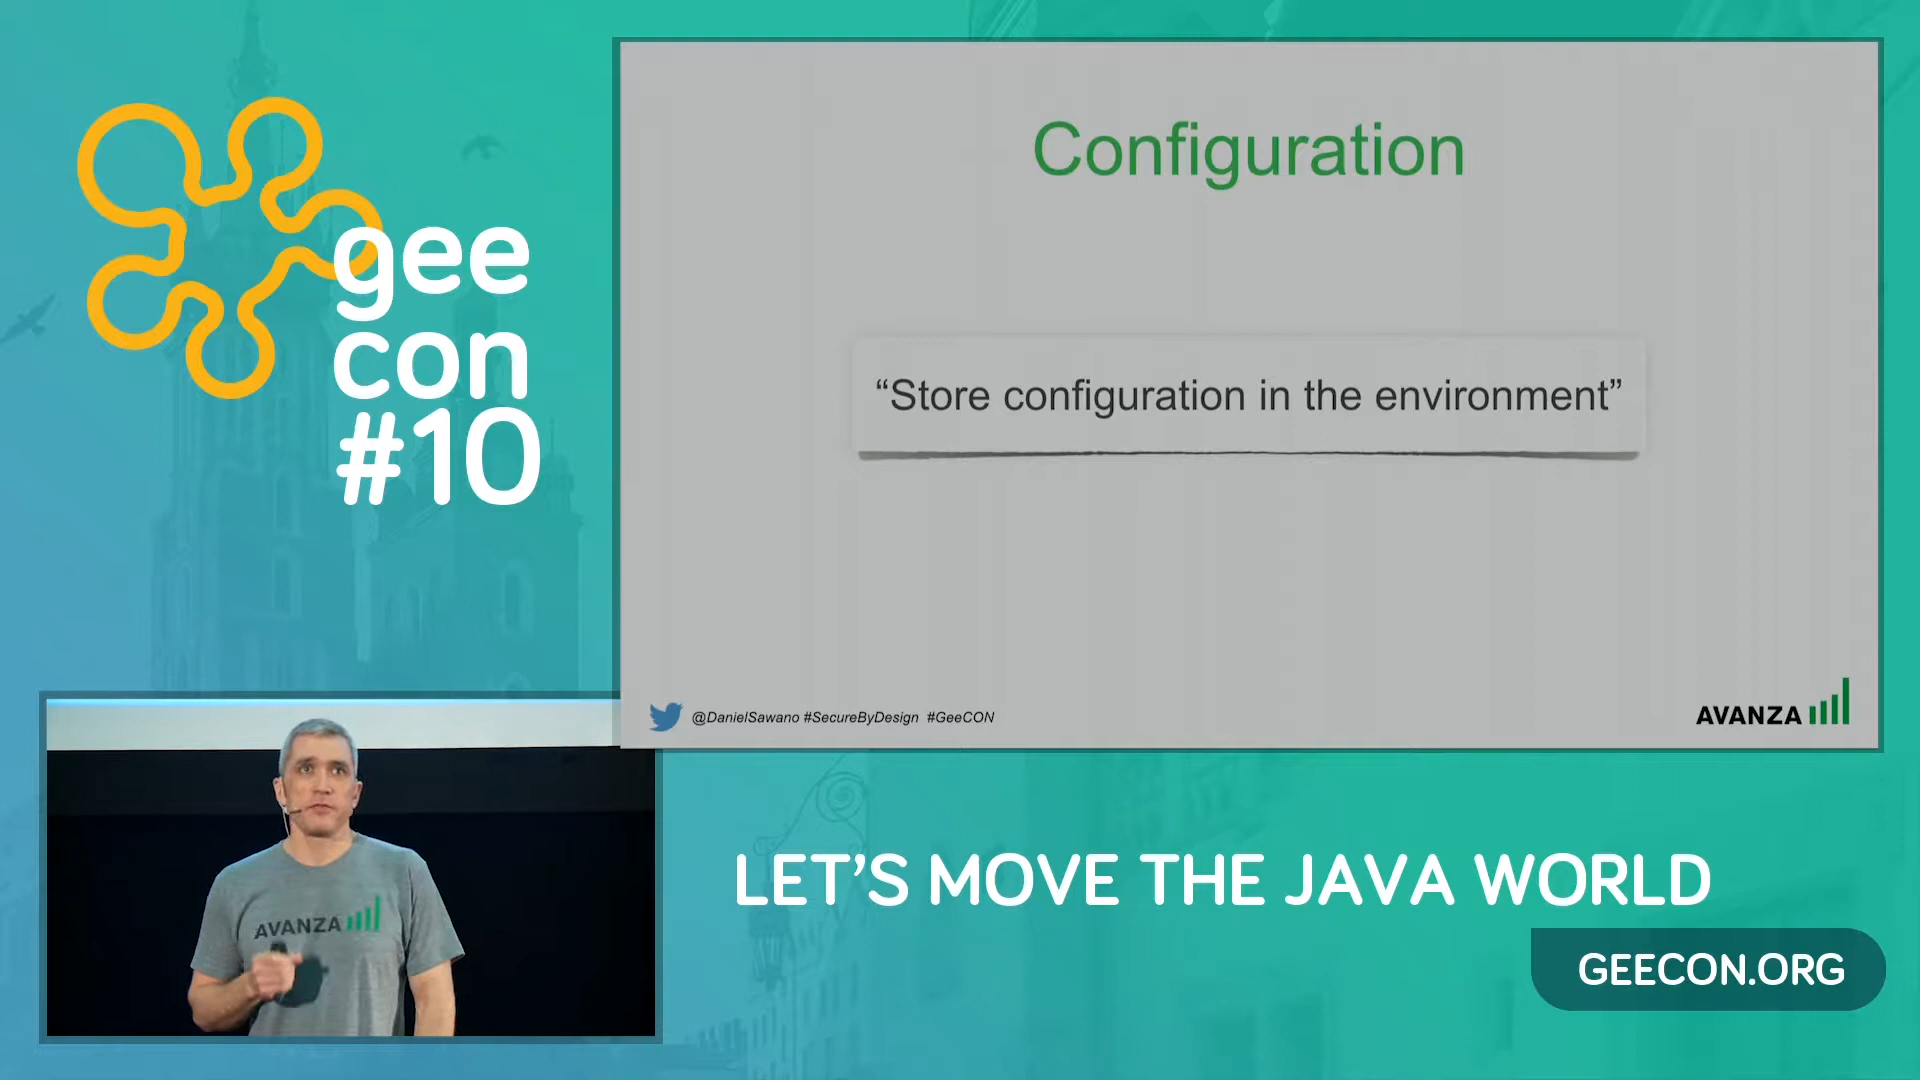 gee
con
#10
Configuration
“Store configuration in the environment”
@DanielSawano #SecureByDesign #GeeCON
AVANZA
AVANZA
LET’S MOVE THE JAVA WORLD
GEECON.ORG